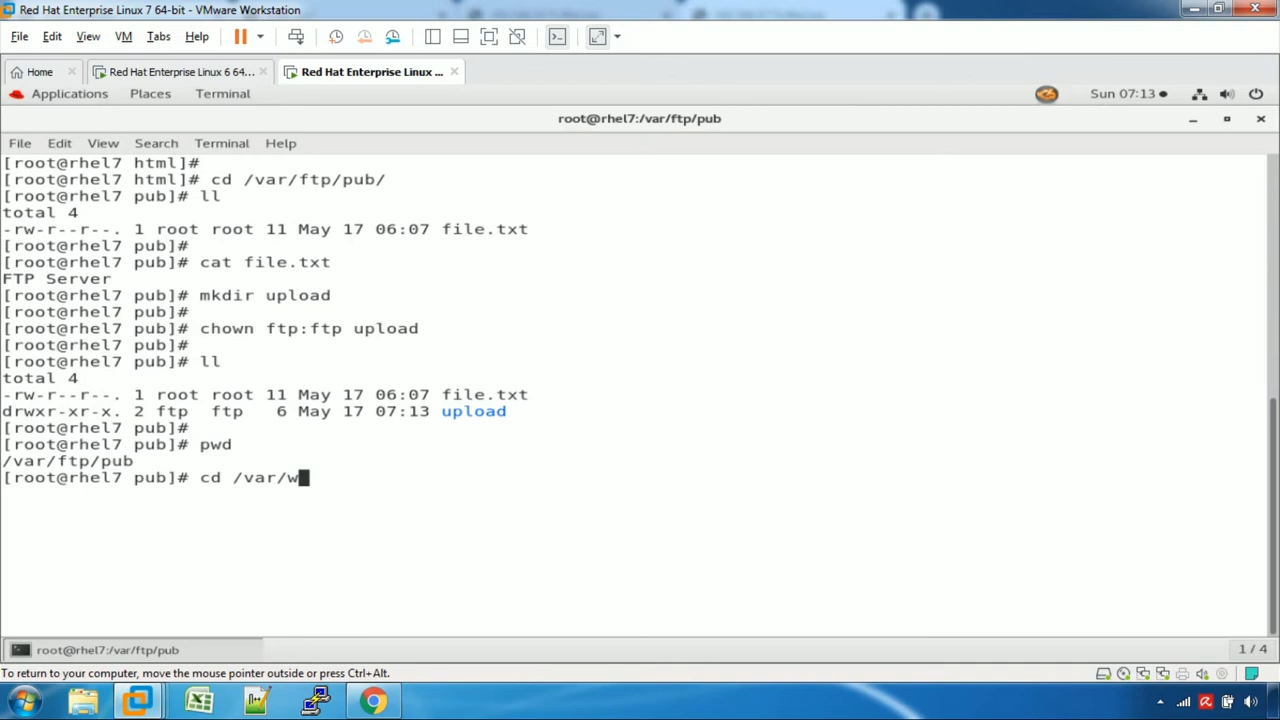 Red Hat Enterprise Linux 7 64-bit - VMware Workstation
File Edit View VM Tabs Help
Home Red Hat Enterprise Linux 6 64... Red Hat Enterprise Linux ...
Applications Places Terminal Sun 07:13
root@rhel7:/var/ftp/pub
File Edit View Search Terminal Help
[root@rhel7 html]#
[root@rhel7 html]# cd /var/ftp/pub/
[root@rhel7 pub]# ll
total 4
-rw-r--r--. 1 root root 11 May 17 06:07 file.txt
[root@rhel7 pub]#
[root@rhel7 pub]# cat file.txt
FTP Server
[root@rhel7 pub]# mkdir upload
[root@rhel7 pub]#
[root@rhel7 pub]# chown ftp:ftp upload
[root@rhel7 pub]#
[root@rhel7 pub]# ll
total 4
-rw-r--r--. 1 root root 11 May 17 06:07 file.txt
drwxr-xr-x. 2 ftp ftp 6 May 17 07:13 upload
[root@rhel7 pub]#
[root@rhel7 pub]# pwd
/var/ftp/pub
[root@rhel7 pub]# cd /var/w
root@rhel7:/var/ftp/pub 1 / 4
To return to your computer, move the mouse pointer outside or press Ctrl+Alt.